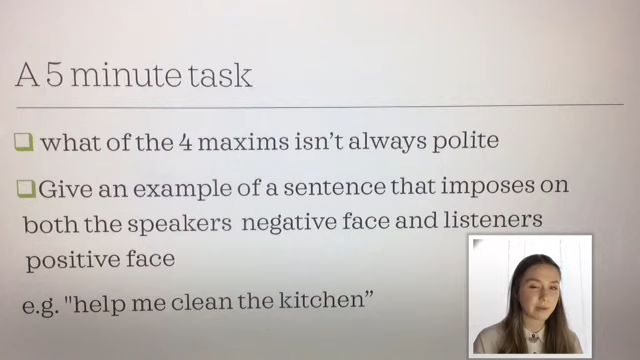 A 5 minute task
what of the 4 maxims isn't always polite
Give an example of a sentence that imposes on
both the speakers negative face and listeners
positive face
e.g. "help me clean the kitchen”